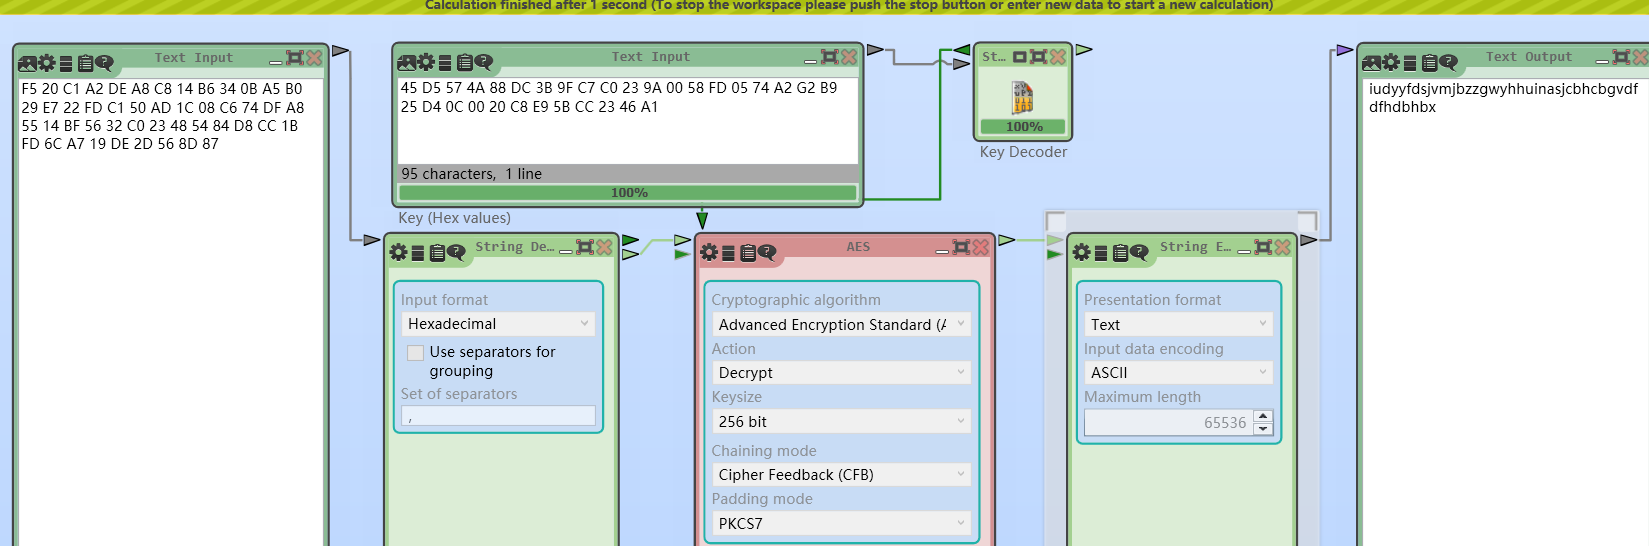 Calculation finished after 1 second (To stop the workspace please push the stop button or enter new data to start a new calculation)
Text Input
F5 20 C1 A2 DE A8 C8 14 B6 34 0B A5 B0
29 E7 22 FD C1 50 AD 1C 08 C6 74 DF A8
55 14 BF 56 32 C0 23 48 54 84 D8 CC 1B
FD 6C A7 19 DE 2D 56 8D 87
Text Input
45 D5 57 4A 88 DC 3B 9F C7 C0 23 9A 00 58 FD 05 74 A2 G2 B9
25 D4 0C 00 20 C8 E9 5B CC 23 46 A1
95 characters,  1 line
100%
Key (Hex values)
St...
100%
Key Decoder
Text Output
iudyyfdsjvmjbzzgwyhhuinasjcbhcbgvdf
dfhdbhbx
String De...
Input format
Hexadecimal
Use separators for
grouping
Set of separators
,
AES
Cryptographic algorithm
Advanced Encryption Standard (A
Action
Decrypt
Keysize
256 bit
Chaining mode
Cipher Feedback (CFB)
Padding mode
PKCS7
String E...
Presentation format
Text
Input data encoding
ASCII
Maximum length
65536